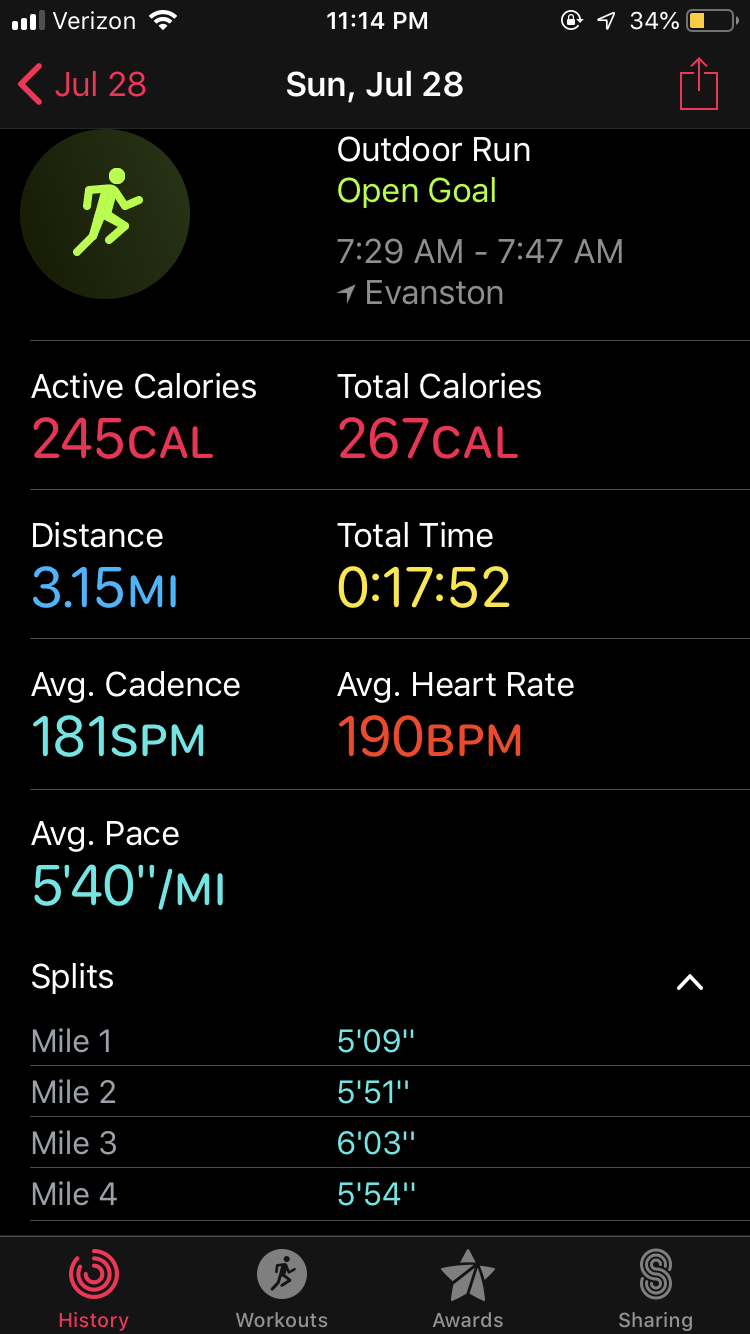 Verizon 11:14 PM 34%
Jul 28 Sun, Jul 28
Outdoor Run
Open Goal
7:29 AM - 7:47 AM
Evanston
Active Calories Total Calories
245CAL 267CAL
Distance Total Time
3.15MI 0:17:52
Avg. Cadence Avg. Heart Rate
181SPM 190BPM
Avg. Pace
5'40''/MI
Splits
Mile 1 5'09''
Mile 2 5'51''
Mile 3 6'03''
Mile 4 5'54''
History Workouts Awards Sharing